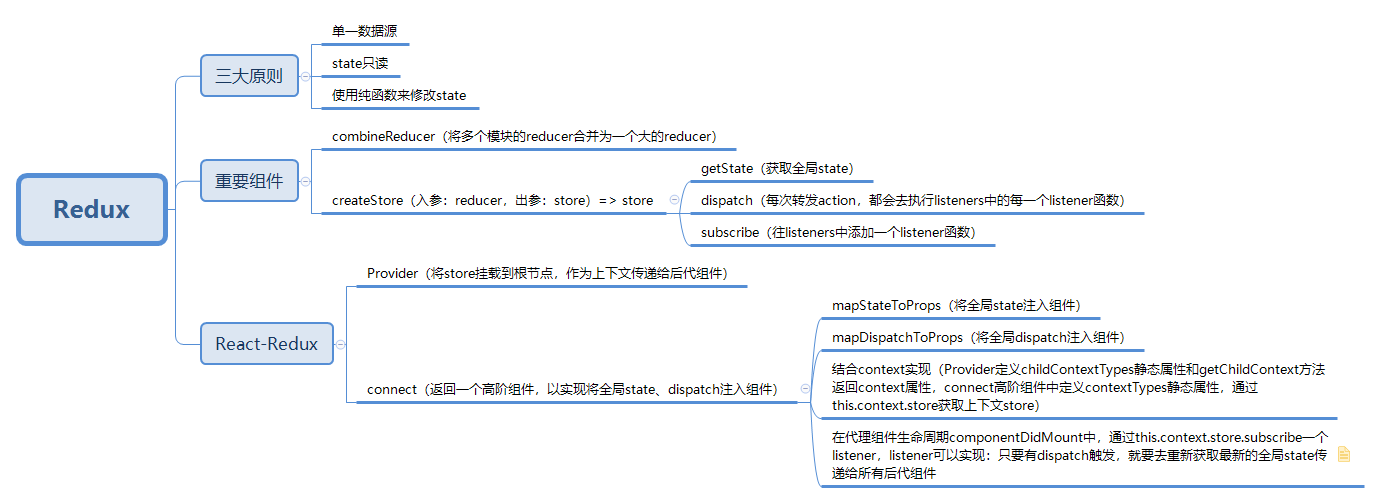 Redux
三大原则
单一数据源
state只读
使用纯函数来修改state
重要组件
combineReducer（将多个模块的reducer合并为一个大的reducer）
createStore（入参：reducer，出参：store）=> store
getState（获取全局state）
dispatch（每次转发action，都会去执行listeners中的每一个listener函数）
subscribe（往listeners中添加一个listener函数）
React-Redux
Provider（将store挂载到根节点，作为上下文传递给后代组件）
connect（返回一个高阶组件，以实现将全局state、dispatch注入组件）
mapStateToProps（将全局state注入组件）
mapDispatchToProps（将全局dispatch注入组件）
结合context实现（Provider定义childContextTypes静态属性和getChildContext方法
返回context属性，connect高阶组件中定义contextTypes静态属性，通过
this.context.store获取上下文store）
在代理组件生命周期componentDidMount中，通过this.context.store.subscribe一个
listener，listener可以实现：只要有dispatch触发，就要去重新获取最新的全局state传
递给所有后代组件